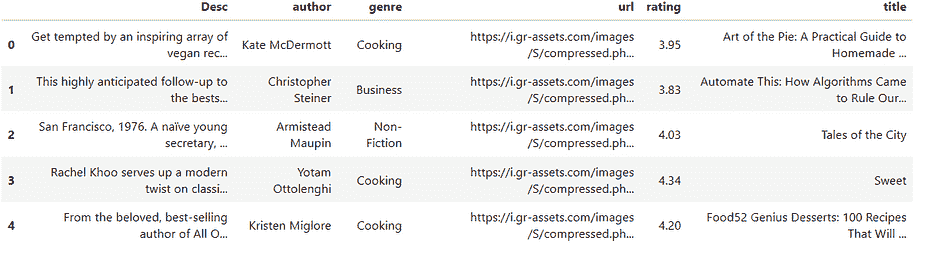 Desc author genre url rating title
0 Get tempted by an inspiring array of vegan rec... Kate McDermott Cooking https://i.gr-assets.com/images/S/compressed.ph... 3.95 Art of the Pie: A Practical Guide to Homemade ...
1 This highly anticipated follow-up to the bests... Christopher Steiner Business https://i.gr-assets.com/images/S/compressed.ph... 3.83 Automate This: How Algorithms Came to Rule Our...
2 San Francisco, 1976. A naïve young secretary, ... Armistead Maupin Non-Fiction https://i.gr-assets.com/images/S/compressed.ph... 4.03 Tales of the City
3 Rachel Khoo serves up a modern twist on classi... Yotam Ottolenghi Cooking https://i.gr-assets.com/images/S/compressed.ph... 4.34 Sweet
4 From the beloved, best-selling author of All O... Kristen Miglore Cooking https://i.gr-assets.com/images/S/compressed.ph... 4.20 Food52 Genius Desserts: 100 Recipes That Will ...